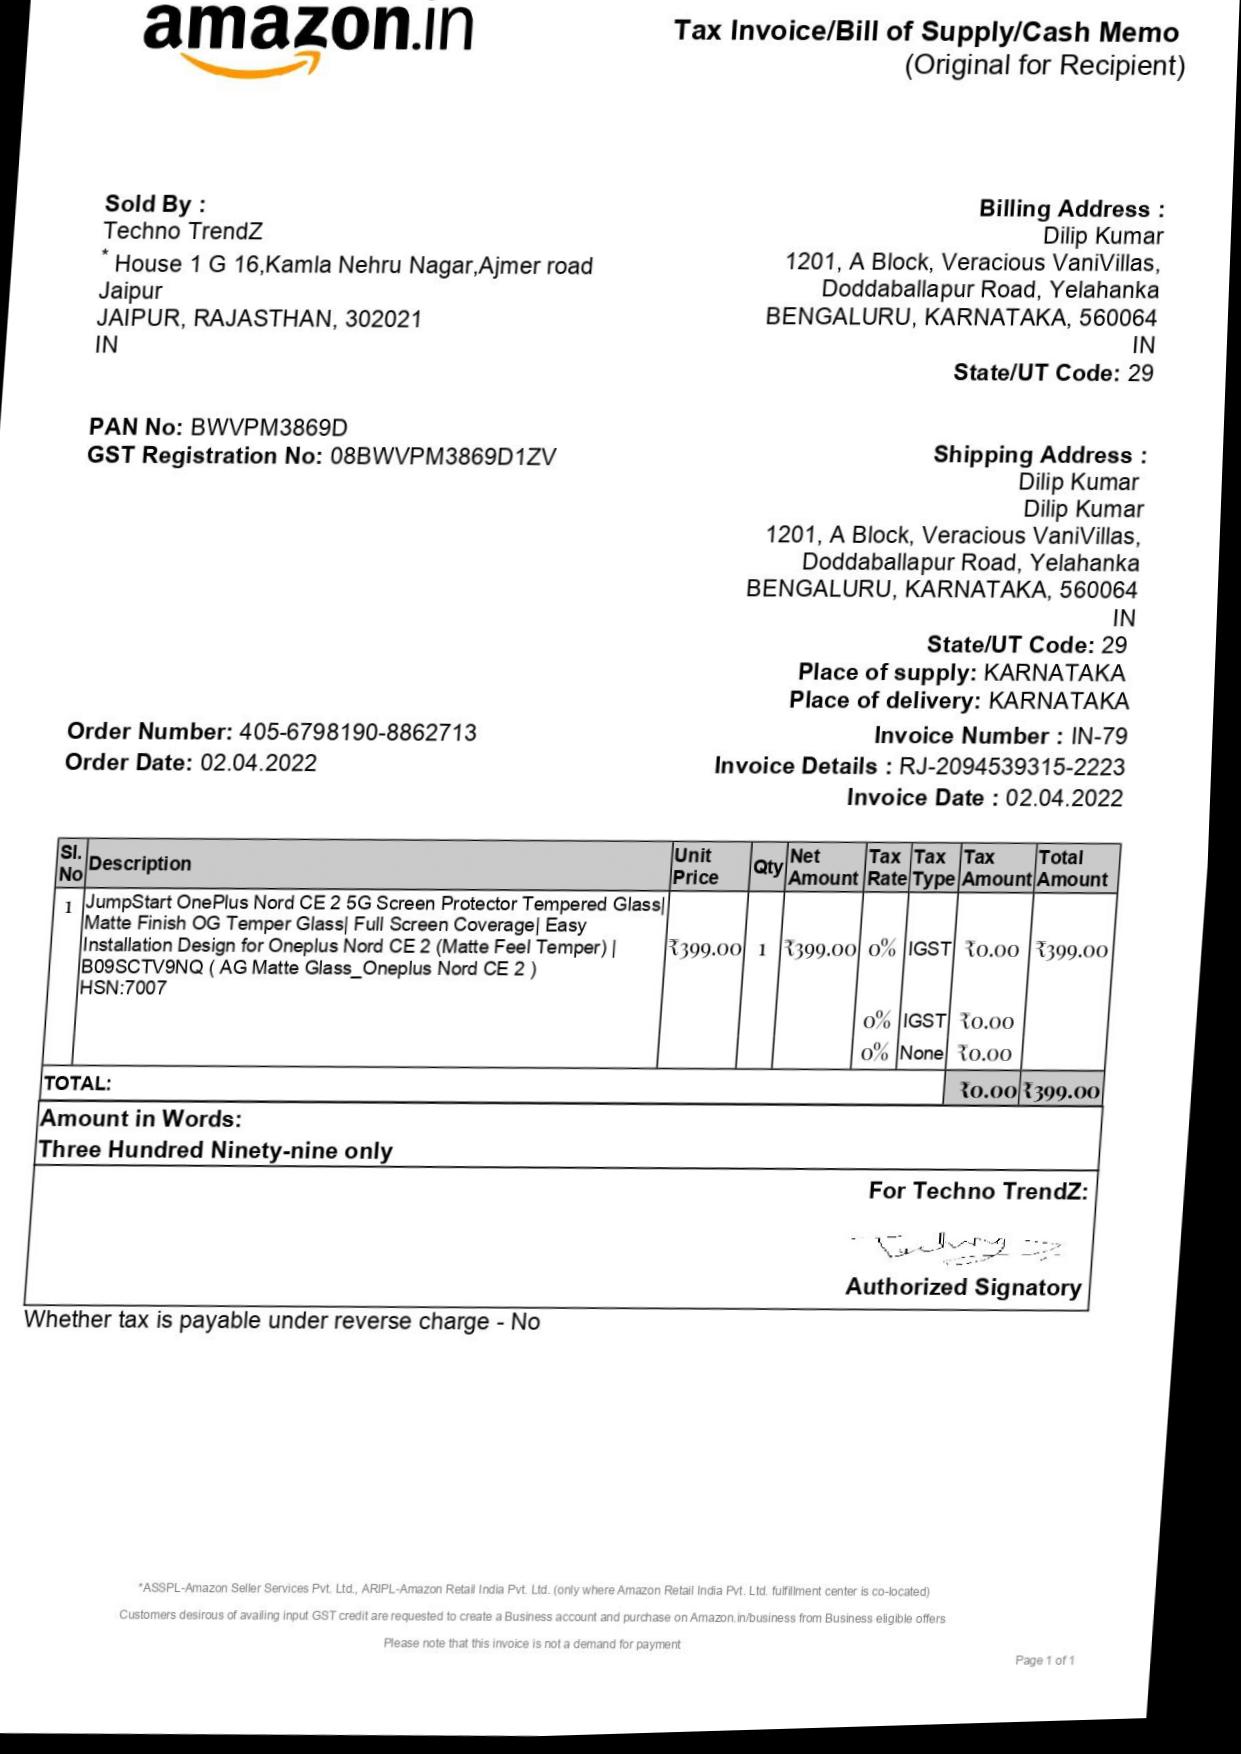 amazon.in
Tax Invoice/Bill of Supply/Cash Memo
(Original for Recipient)
Sold By :
Techno TrendZ
* House 1 G 16,Kamla Nehru Nagar,Ajmer road
Jaipur
JAIPUR, RAJASTHAN, 302021
IN
Billing Address :
Dilip Kumar
1201, A Block, Veracious VaniVillas,
Doddaballapur Road, Yelahanka
BENGALURU, KARNATAKA, 560064
IN
State/UT Code: 29
PAN No: BWVPM3869D
GST Registration No: 08BWVPM3869D1ZV
Shipping Address :
Dilip Kumar
Dilip Kumar
1201, A Block, Veracious VaniVillas,
Doddaballapur Road, Yelahanka
BENGALURU, KARNATAKA, 560064
IN
State/UT Code: 29
Place of supply: KARNATAKA
Place of delivery: KARNATAKA
Order Number: 405-6798190-8862713
Order Date: 02.04.2022
Invoice Number : IN-79
Invoice Details : RJ-2094539315-2223
Invoice Date : 02.04.2022
Sl. No Description Unit Price Qty Net Amount Tax Rate Tax Type Tax Amount Total Amount
1 JumpStart OnePlus Nord CE 2 5G Screen Protector Tempered Glass|
Matte Finish OG Temper Glass| Full Screen Coverage| Easy
Installation Design for Oneplus Nord CE 2 (Matte Feel Temper) | ₹399.00 1 ₹399.00 0% IGST ₹0.00 ₹399.00
B09SCTV9NQ ( AG Matte Glass_Oneplus Nord CE 2 )
HSN:7007
0% IGST ₹0.00
0% None ₹0.00
TOTAL: ₹0.00 ₹399.00
Amount in Words:
Three Hundred Ninety-nine only
For Techno TrendZ:
Authorized Signatory
Whether tax is payable under reverse charge - No
*ASSPL-Amazon Seller Services Pvt. Ltd., ARIPL-Amazon Retail India Pvt. Ltd. (only where Amazon Retail India Pvt. Ltd. fulfillment center is co-located)
Customers desirous of availing input GST credit are requested to create a Business account and purchase on Amazon.in/business from Business eligible offers
Please note that this invoice is not a demand for payment
Page 1 of 1